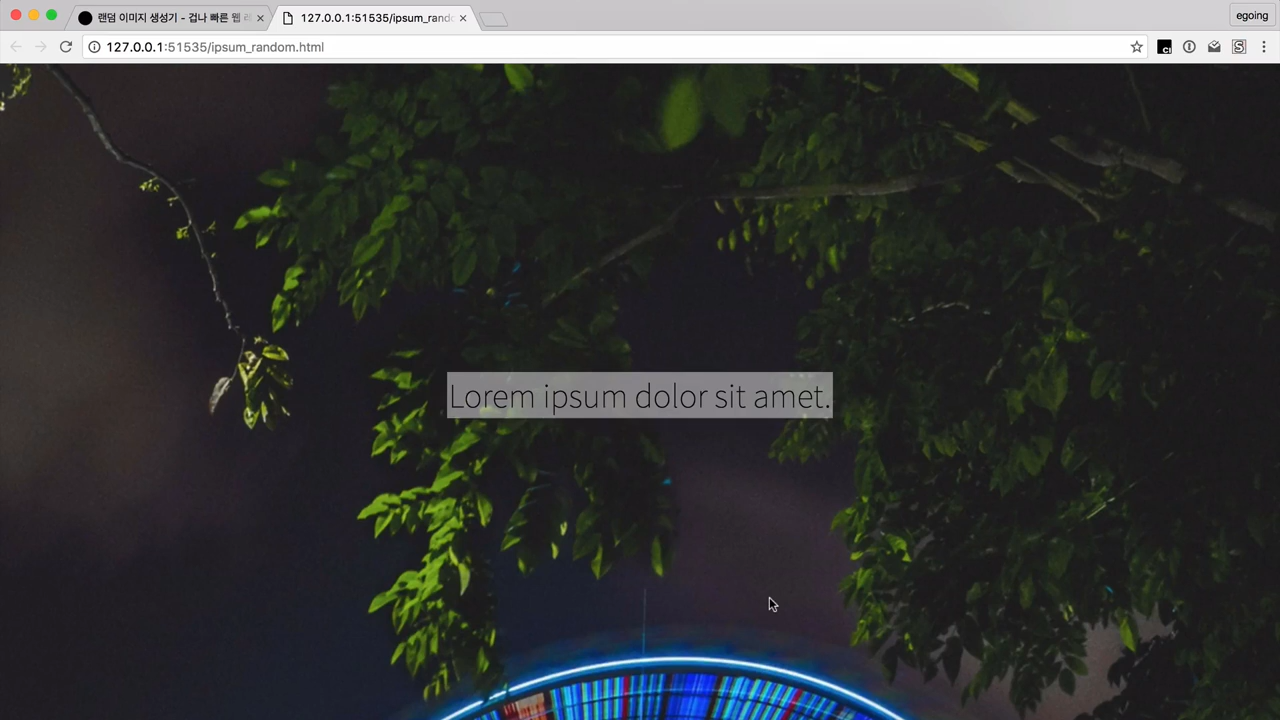 랜덤 이미지 생성기 - 겁나 빠른 웹 레
127.0.0.1:51535/ipsum_rando
egoing
127.0.0.1:51535/ipsum_random.html
Lorem ipsum dolor sit amet.